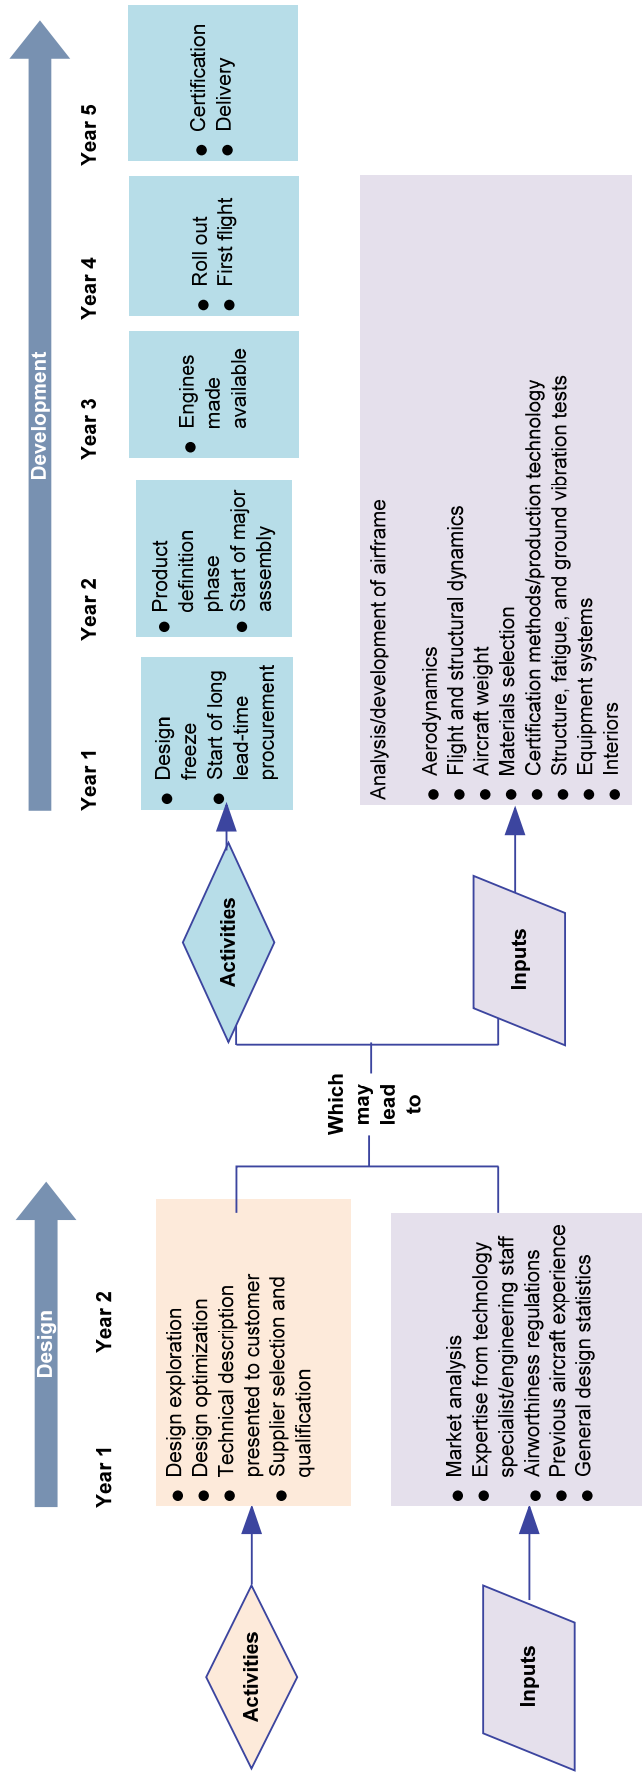 Design
Year 1
Year 2
Activities
● Design exploration
● Design optimization
● Technical description
presented to customer
● Supplier selection and
qualification
Inputs
● Market analysis
● Expertise from technology
specialist/engineering staff
● Airworthiness regulations
● Previous aircraft experience
● General design statistics
Which
may
lead
to
Development
Year 1
Year 2
Year 3
Year 4
Year 5
Activities
● Design
freeze
● Start of long
lead-time
procurement
● Product
definition
phase
● Start of major
assembly
● Engines
made
available
● Roll out
● First flight
● Certification
● Delivery
Inputs
Analysis/development of airframe
● Aerodynamics
● Flight and structural dynamics
● Aircraft weight
● Materials selection
● Certification methods/production technology
● Structure, fatigue, and ground vibration tests
● Equipment systems
● Interiors